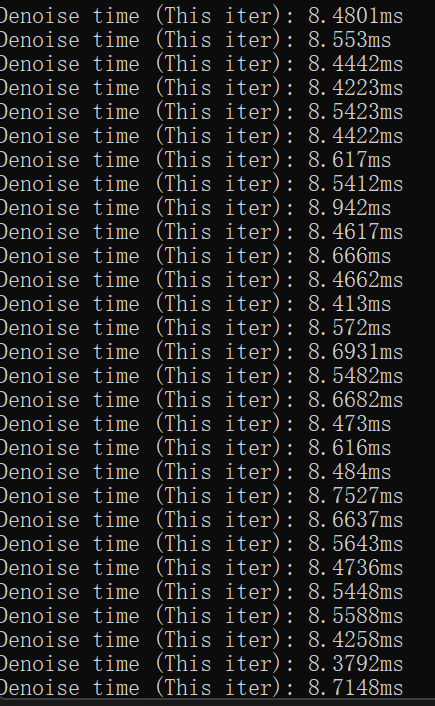 Denoise time (This iter): 8.4801ms
Denoise time (This iter): 8.553ms
Denoise time (This iter): 8.4442ms
Denoise time (This iter): 8.4223ms
Denoise time (This iter): 8.5423ms
Denoise time (This iter): 8.4422ms
Denoise time (This iter): 8.617ms
Denoise time (This iter): 8.5412ms
Denoise time (This iter): 8.942ms
Denoise time (This iter): 8.4617ms
Denoise time (This iter): 8.666ms
Denoise time (This iter): 8.4662ms
Denoise time (This iter): 8.413ms
Denoise time (This iter): 8.572ms
Denoise time (This iter): 8.6931ms
Denoise time (This iter): 8.5482ms
Denoise time (This iter): 8.6682ms
Denoise time (This iter): 8.473ms
Denoise time (This iter): 8.616ms
Denoise time (This iter): 8.484ms
Denoise time (This iter): 8.7527ms
Denoise time (This iter): 8.6637ms
Denoise time (This iter): 8.5643ms
Denoise time (This iter): 8.4736ms
Denoise time (This iter): 8.5448ms
Denoise time (This iter): 8.5588ms
Denoise time (This iter): 8.4258ms
Denoise time (This iter): 8.3792ms
Denoise time (This iter): 8.7148ms